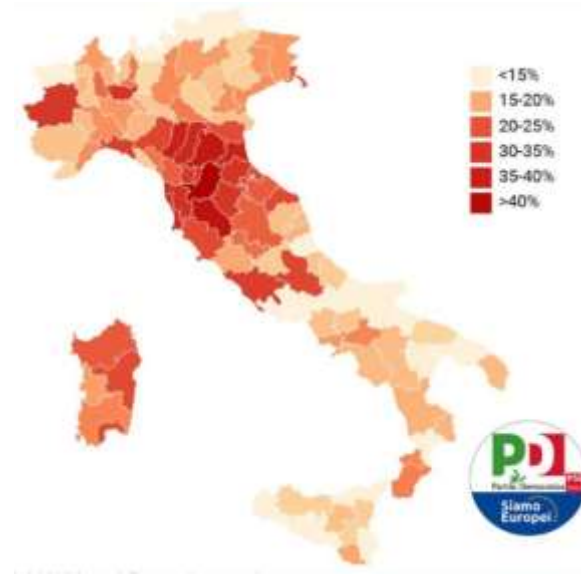 <15%
15-20%
20-25%
30-35%
35-40%
>40%
PD
Partito Democratico
Siamo
Europei